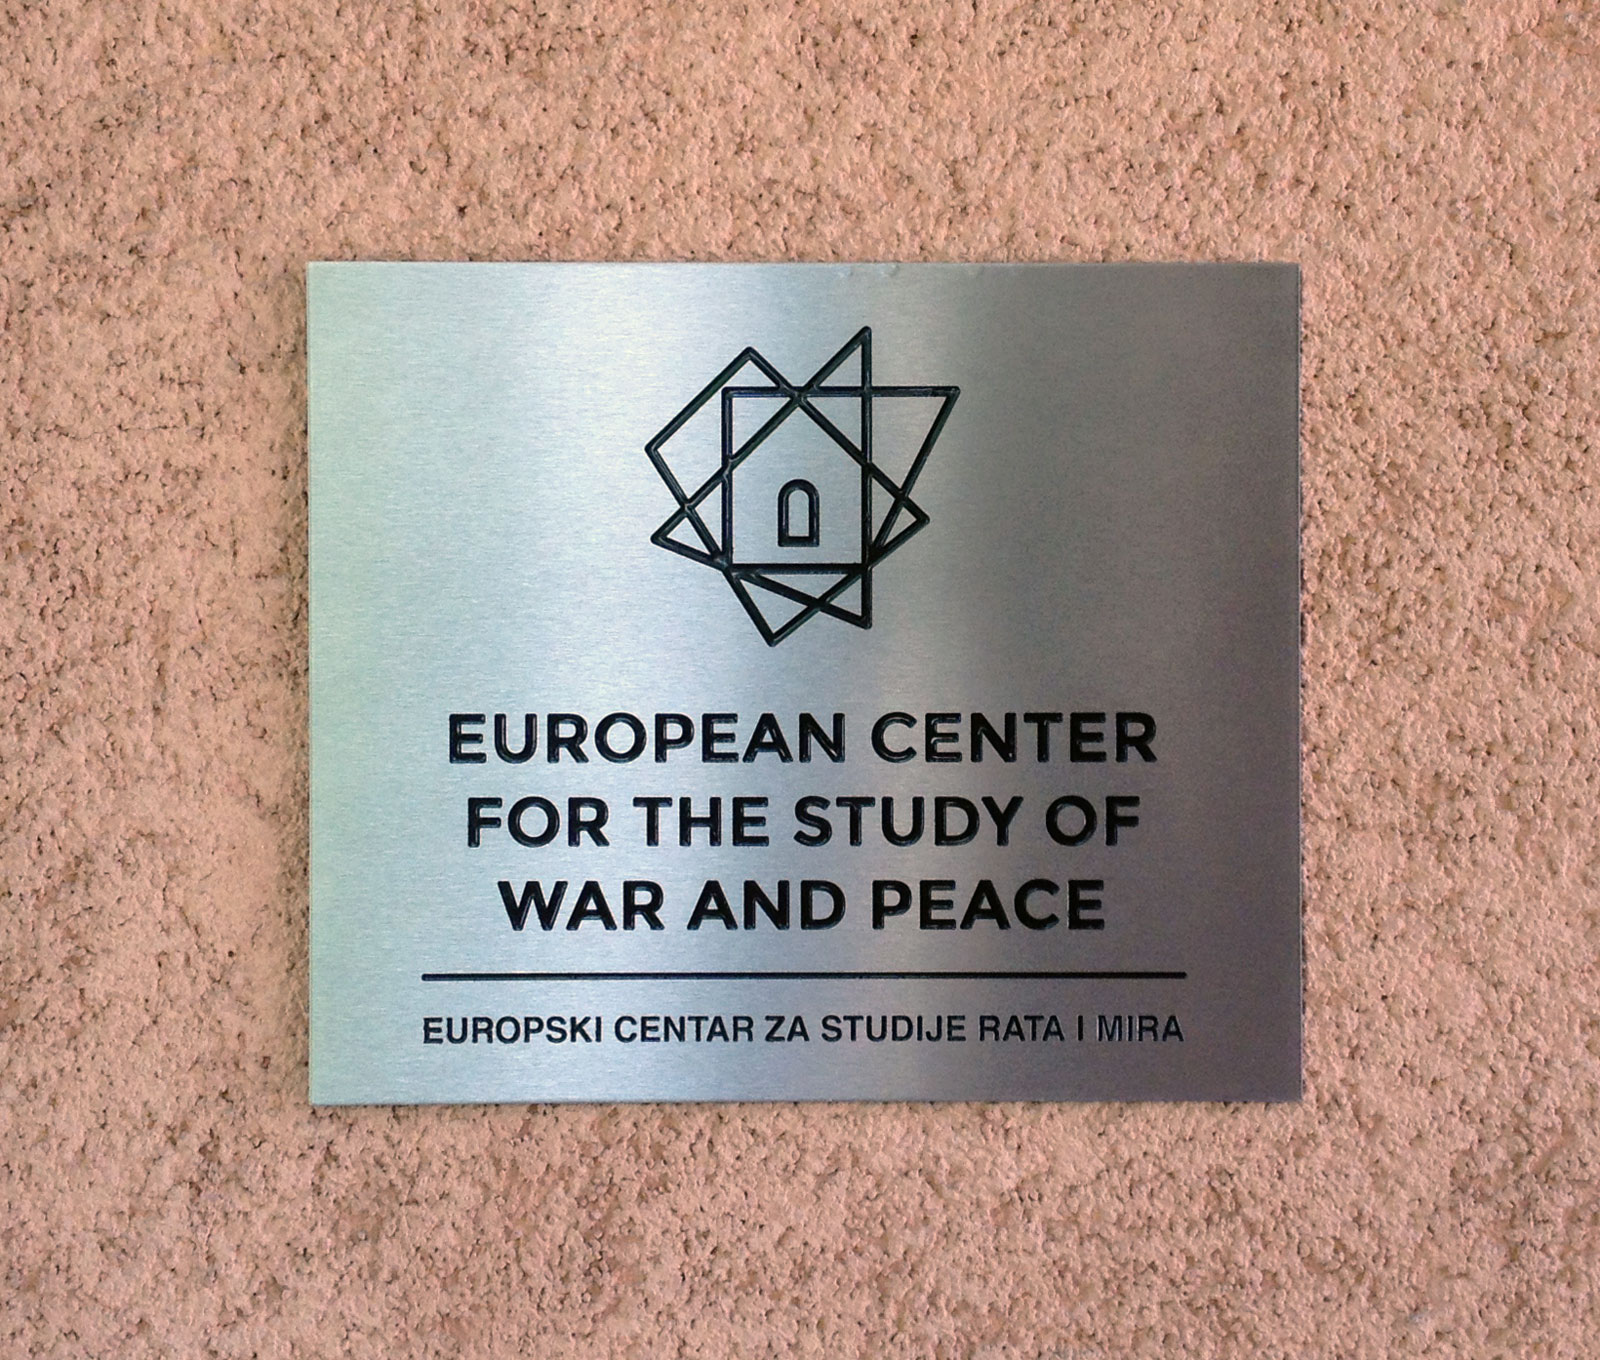 EUROPEAN CENTER
FOR THE STUDY OF
WAR AND PEACE
EUROPSKI CENTAR ZA STUDIJE RATA I MIRA